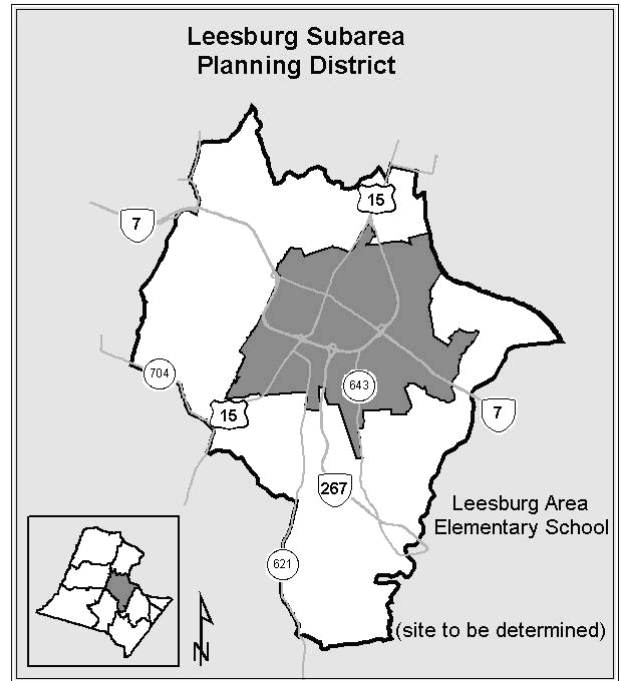 Leesburg Subarea
Planning District
15
7
704
643
15
7
267
Leesburg Area
Elementary School
621
(site to be determined)
N